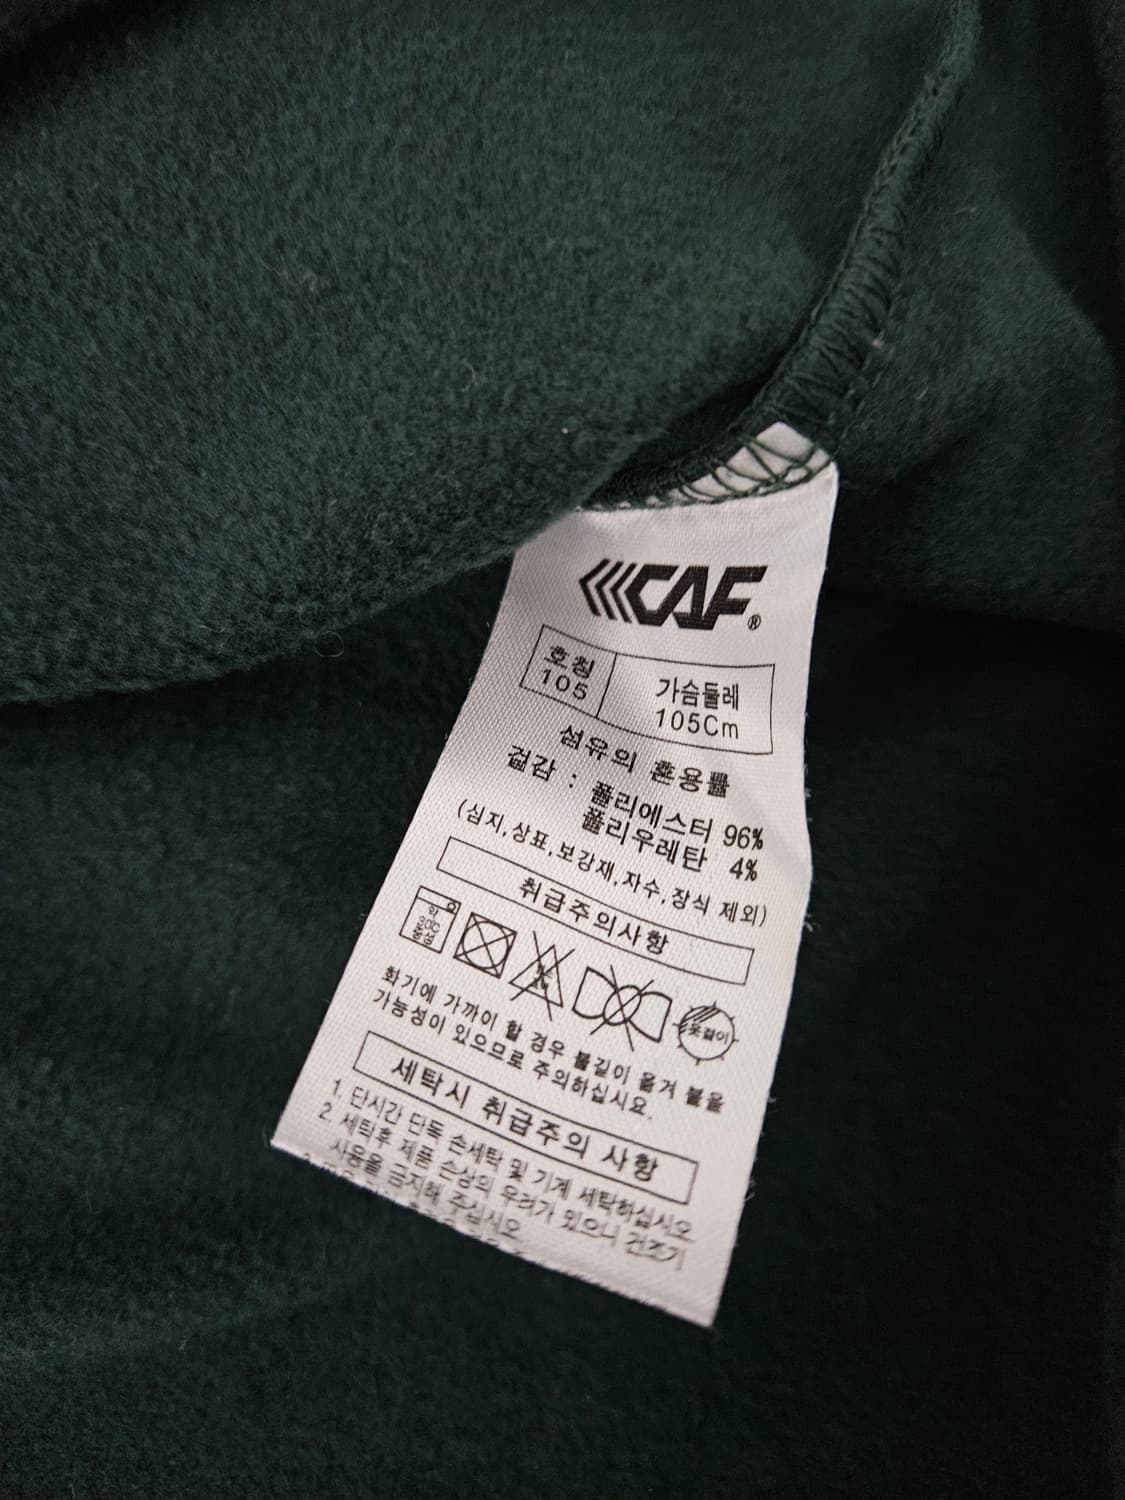 CAF®
호칭
105
가슴둘레
105Cm
섬유의 혼용률
겉감 : 폴리에스터 96%
폴리우레탄 4%
(심지,상표,보강재,자수,장식 제외)
취급주의사항
약 30℃
중성
옷걸이
화기에 가까이 할 경우 불길이 옮겨 붙을
가능성이 있으므로 주의하십시요.
세탁시 취급주의 사항
1. 단시간 단독 손세탁 및 기계 세탁하십시오
2. 세탁후 제품 손상의 우려가 있으니 건조기
사용을 금지해 주십시오